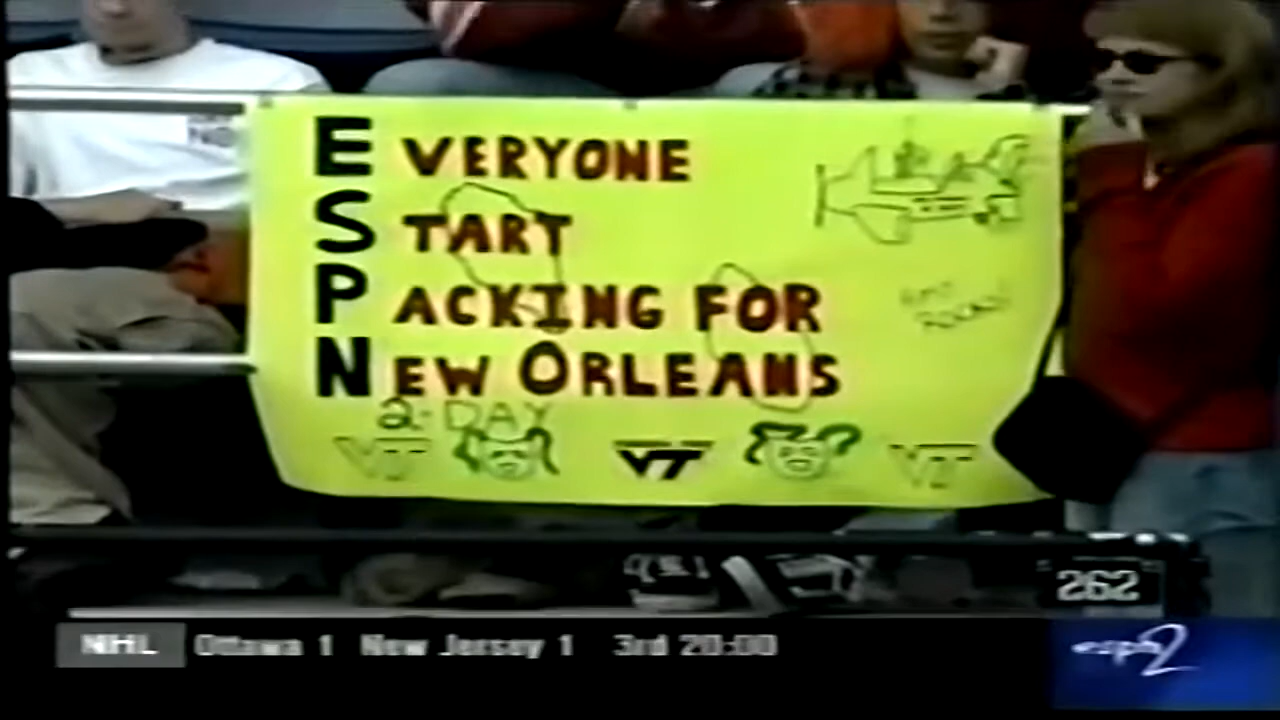 EVERYONE
START
PACKING FOR
NEW ORLEANS
2-DAY
VT VT VT
262
NHL Ottawa 1 New Jersey 1 3rd 20:00
espn2